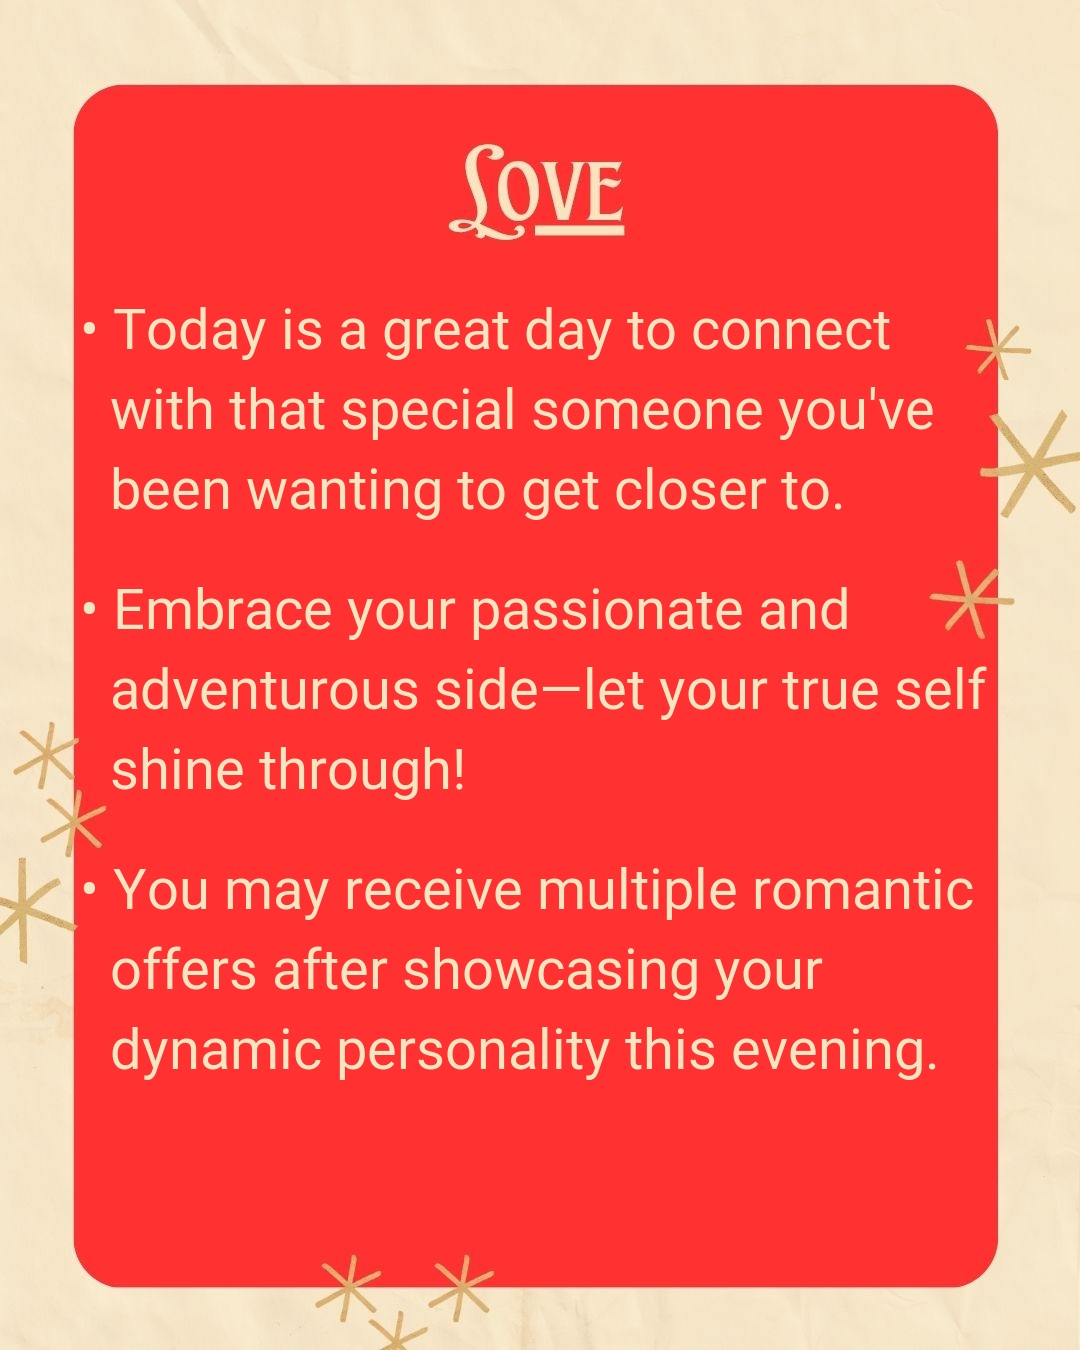 Love
• Today is a great day to connect
with that special someone you've
been wanting to get closer to.
• Embrace your passionate and
adventurous side—let your true self
shine through!
• You may receive multiple romantic
offers after showcasing your
dynamic personality this evening.